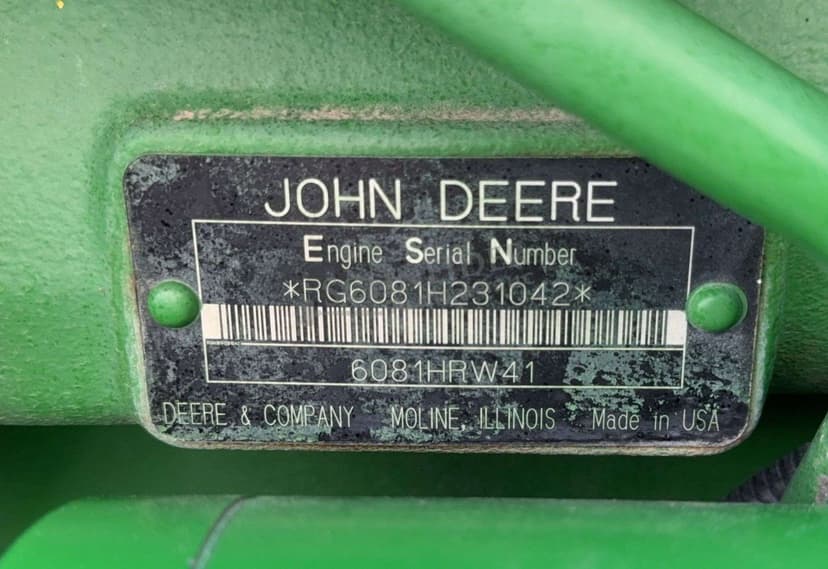 JOHN DEERE
Engine Serial Number
*RG6081H231042*
6081HRW41
DEERE & COMPANY MOLINE, ILLINOIS Made in USA